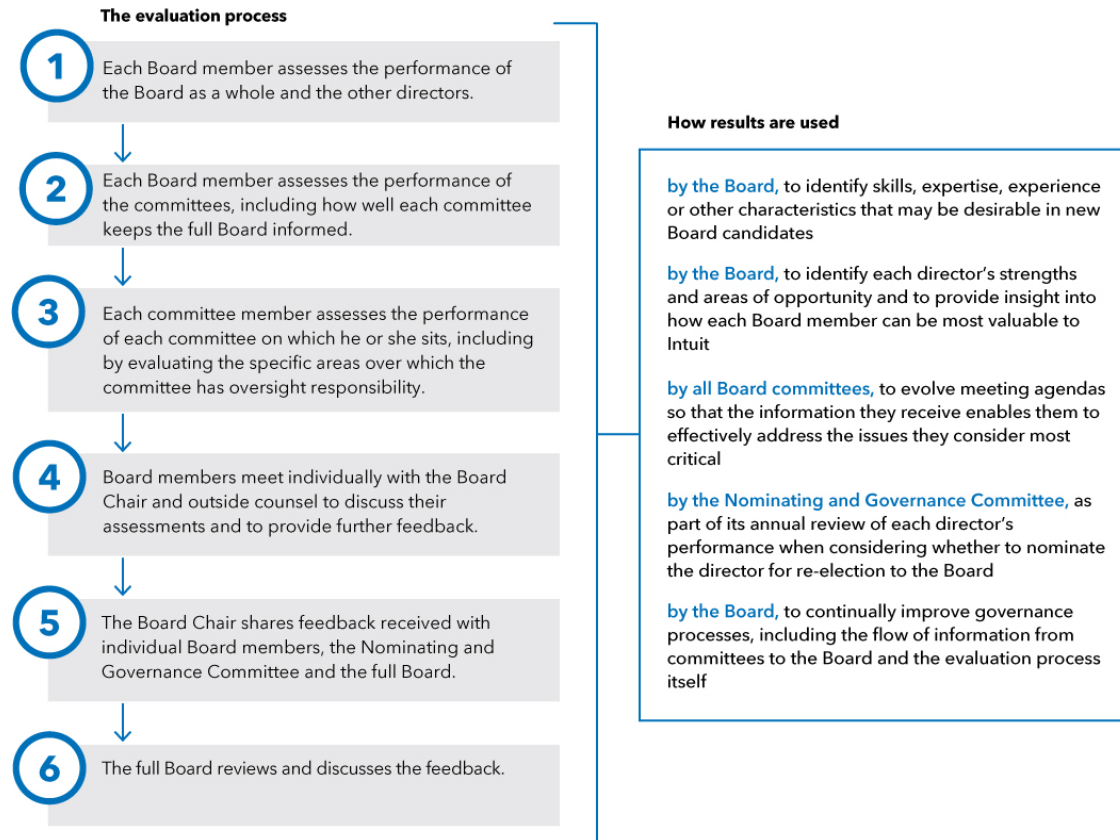 The evaluation process
1
Each Board member assesses the performance of
the Board as a whole and the other directors.
2
Each Board member assesses the performance of
the committees, including how well each committee
keeps the full Board informed.
3
Each committee member assesses the performance
of each committee on which he or she sits, including
by evaluating the specific areas over which the
committee has oversight responsibility.
4
Board members meet individually with the Board
Chair and outside counsel to discuss their
assessments and to provide further feedback.
5
The Board Chair shares feedback received with
individual Board members, the Nominating and
Governance Committee and the full Board.
6
The full Board reviews and discusses the feedback.
How results are used
by the Board, to identify skills, expertise, experience
or other characteristics that may be desirable in new
Board candidates
by the Board, to identify each director’s strengths
and areas of opportunity and to provide insight into
how each Board member can be most valuable to
Intuit
by all Board committees, to evolve meeting agendas
so that the information they receive enables them to
effectively address the issues they consider most
critical
by the Nominating and Governance Committee, as
part of its annual review of each director’s
performance when considering whether to nominate
the director for re-election to the Board
by the Board, to continually improve governance
processes, including the flow of information from
committees to the Board and the evaluation process
itself